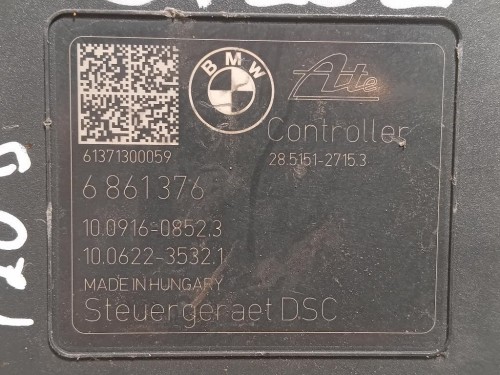 BMW
Ate
Controller
61371300059
28.5151-2715.3
6 861 376
10.0916-0852.3
10.0622-3532.1
MADE IN HUNGARY
Steuergeraet DSC